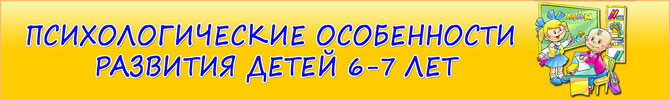 ПСИХОЛОГИЧЕСКИЕ ОСОБЕННОСТИ
РАЗВИТИЯ ДЕТЕЙ 6-7 ЛЕТ